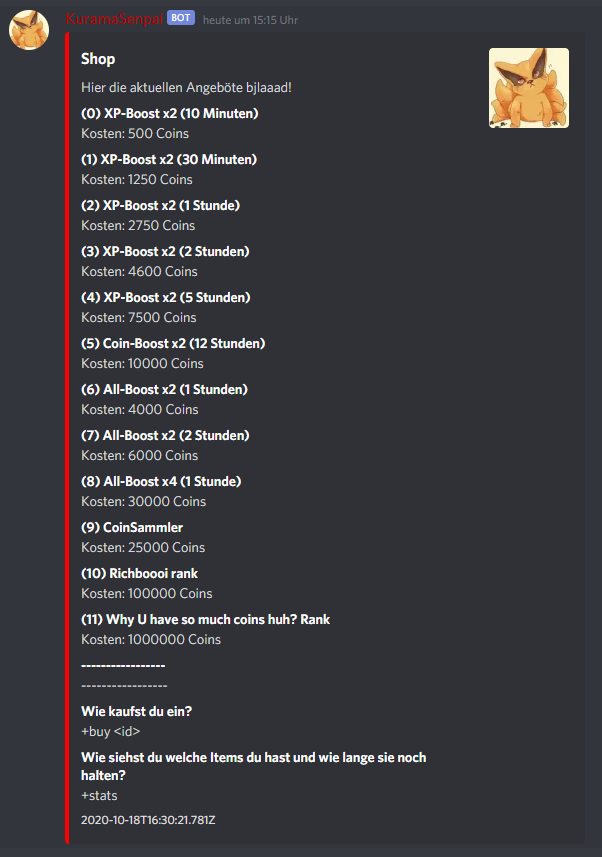 KuramaSenpai BOT heute um 15:15 Uhr
Shop
Hier die aktuellen Angeböte bjlaaad!
(0) XP-Boost x2 (10 Minuten)
Kosten: 500 Coins
(1) XP-Boost x2 (30 Minuten)
Kosten: 1250 Coins
(2) XP-Boost x2 (1 Stunde)
Kosten: 2750 Coins
(3) XP-Boost x2 (2 Stunden)
Kosten: 4600 Coins
(4) XP-Boost x2 (5 Stunden)
Kosten: 7500 Coins
(5) Coin-Boost x2 (12 Stunden)
Kosten: 10000 Coins
(6) All-Boost x2 (1 Stunden)
Kosten: 4000 Coins
(7) All-Boost x2 (2 Stunden)
Kosten: 6000 Coins
(8) All-Boost x4 (1 Stunde)
Kosten: 30000 Coins
(9) CoinSammler
Kosten: 25000 Coins
(10) Richboooi rank
Kosten: 100000 Coins
(11) Why U have so much coins huh? Rank
Kosten: 1000000 Coins
-----------------
-----------------
Wie kaufst du ein?
+buy <id>
Wie siehst du welche Items du hast und wie lange sie noch
halten?
+stats
2020-10-18T16:30:21.781Z